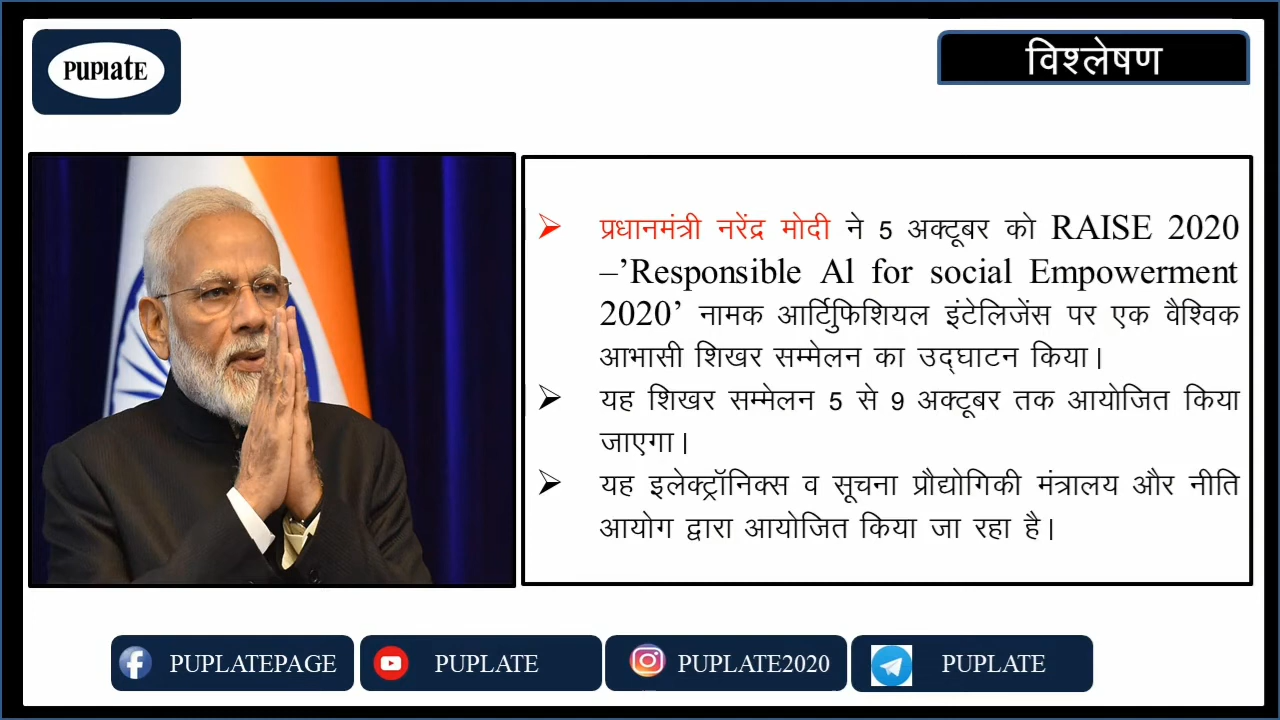 PUPlatE
विश्लेषण
प्रधानमंत्री नरेंद्र मोदी ने 5 अक्टूबर को RAISE 2020
–’Responsible Al for social Empowerment
2020’ नामक आर्टिुफिशियल इंटेलिजेंस पर एक वैश्विक
आभासी शिखर सम्मेलन का उद्घाटन किया।
यह शिखर सम्मेलन 5 से 9 अक्टूबर तक आयोजित किया
जाएगा।
यह इलेक्ट्रॉनिक्स व सूचना प्रौद्योगिकी मंत्रालय और नीति
आयोग द्वारा आयोजित किया जा रहा है।
PUPLATEPAGE
PUPLATE
PUPLATE2020
PUPLATE